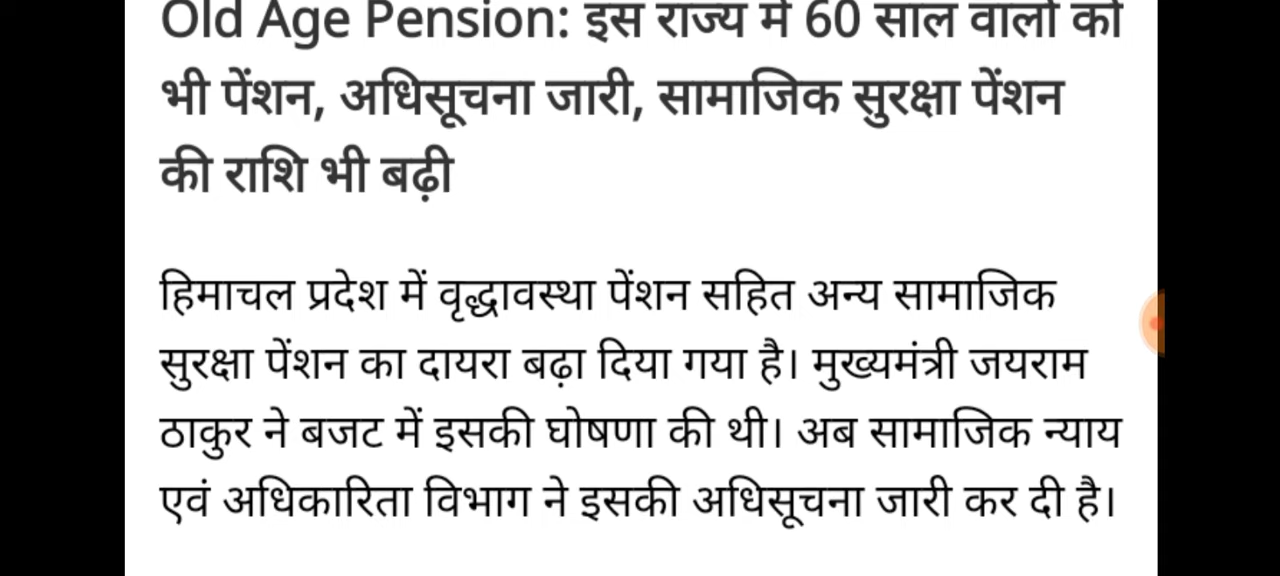 Old Age Pension: इस राज्य में 60 साल वालों को
भी पेंशन, अधिसूचना जारी, सामाजिक सुरक्षा पेंशन
की राशि भी बढ़ी
हिमाचल प्रदेश में वृद्धावस्था पेंशन सहित अन्य सामाजिक
सुरक्षा पेंशन का दायरा बढ़ा दिया गया है। मुख्यमंत्री जयराम
ठाकुर ने बजट में इसकी घोषणा की थी। अब सामाजिक न्याय
एवं अधिकारिता विभाग ने इसकी अधिसूचना जारी कर दी है।